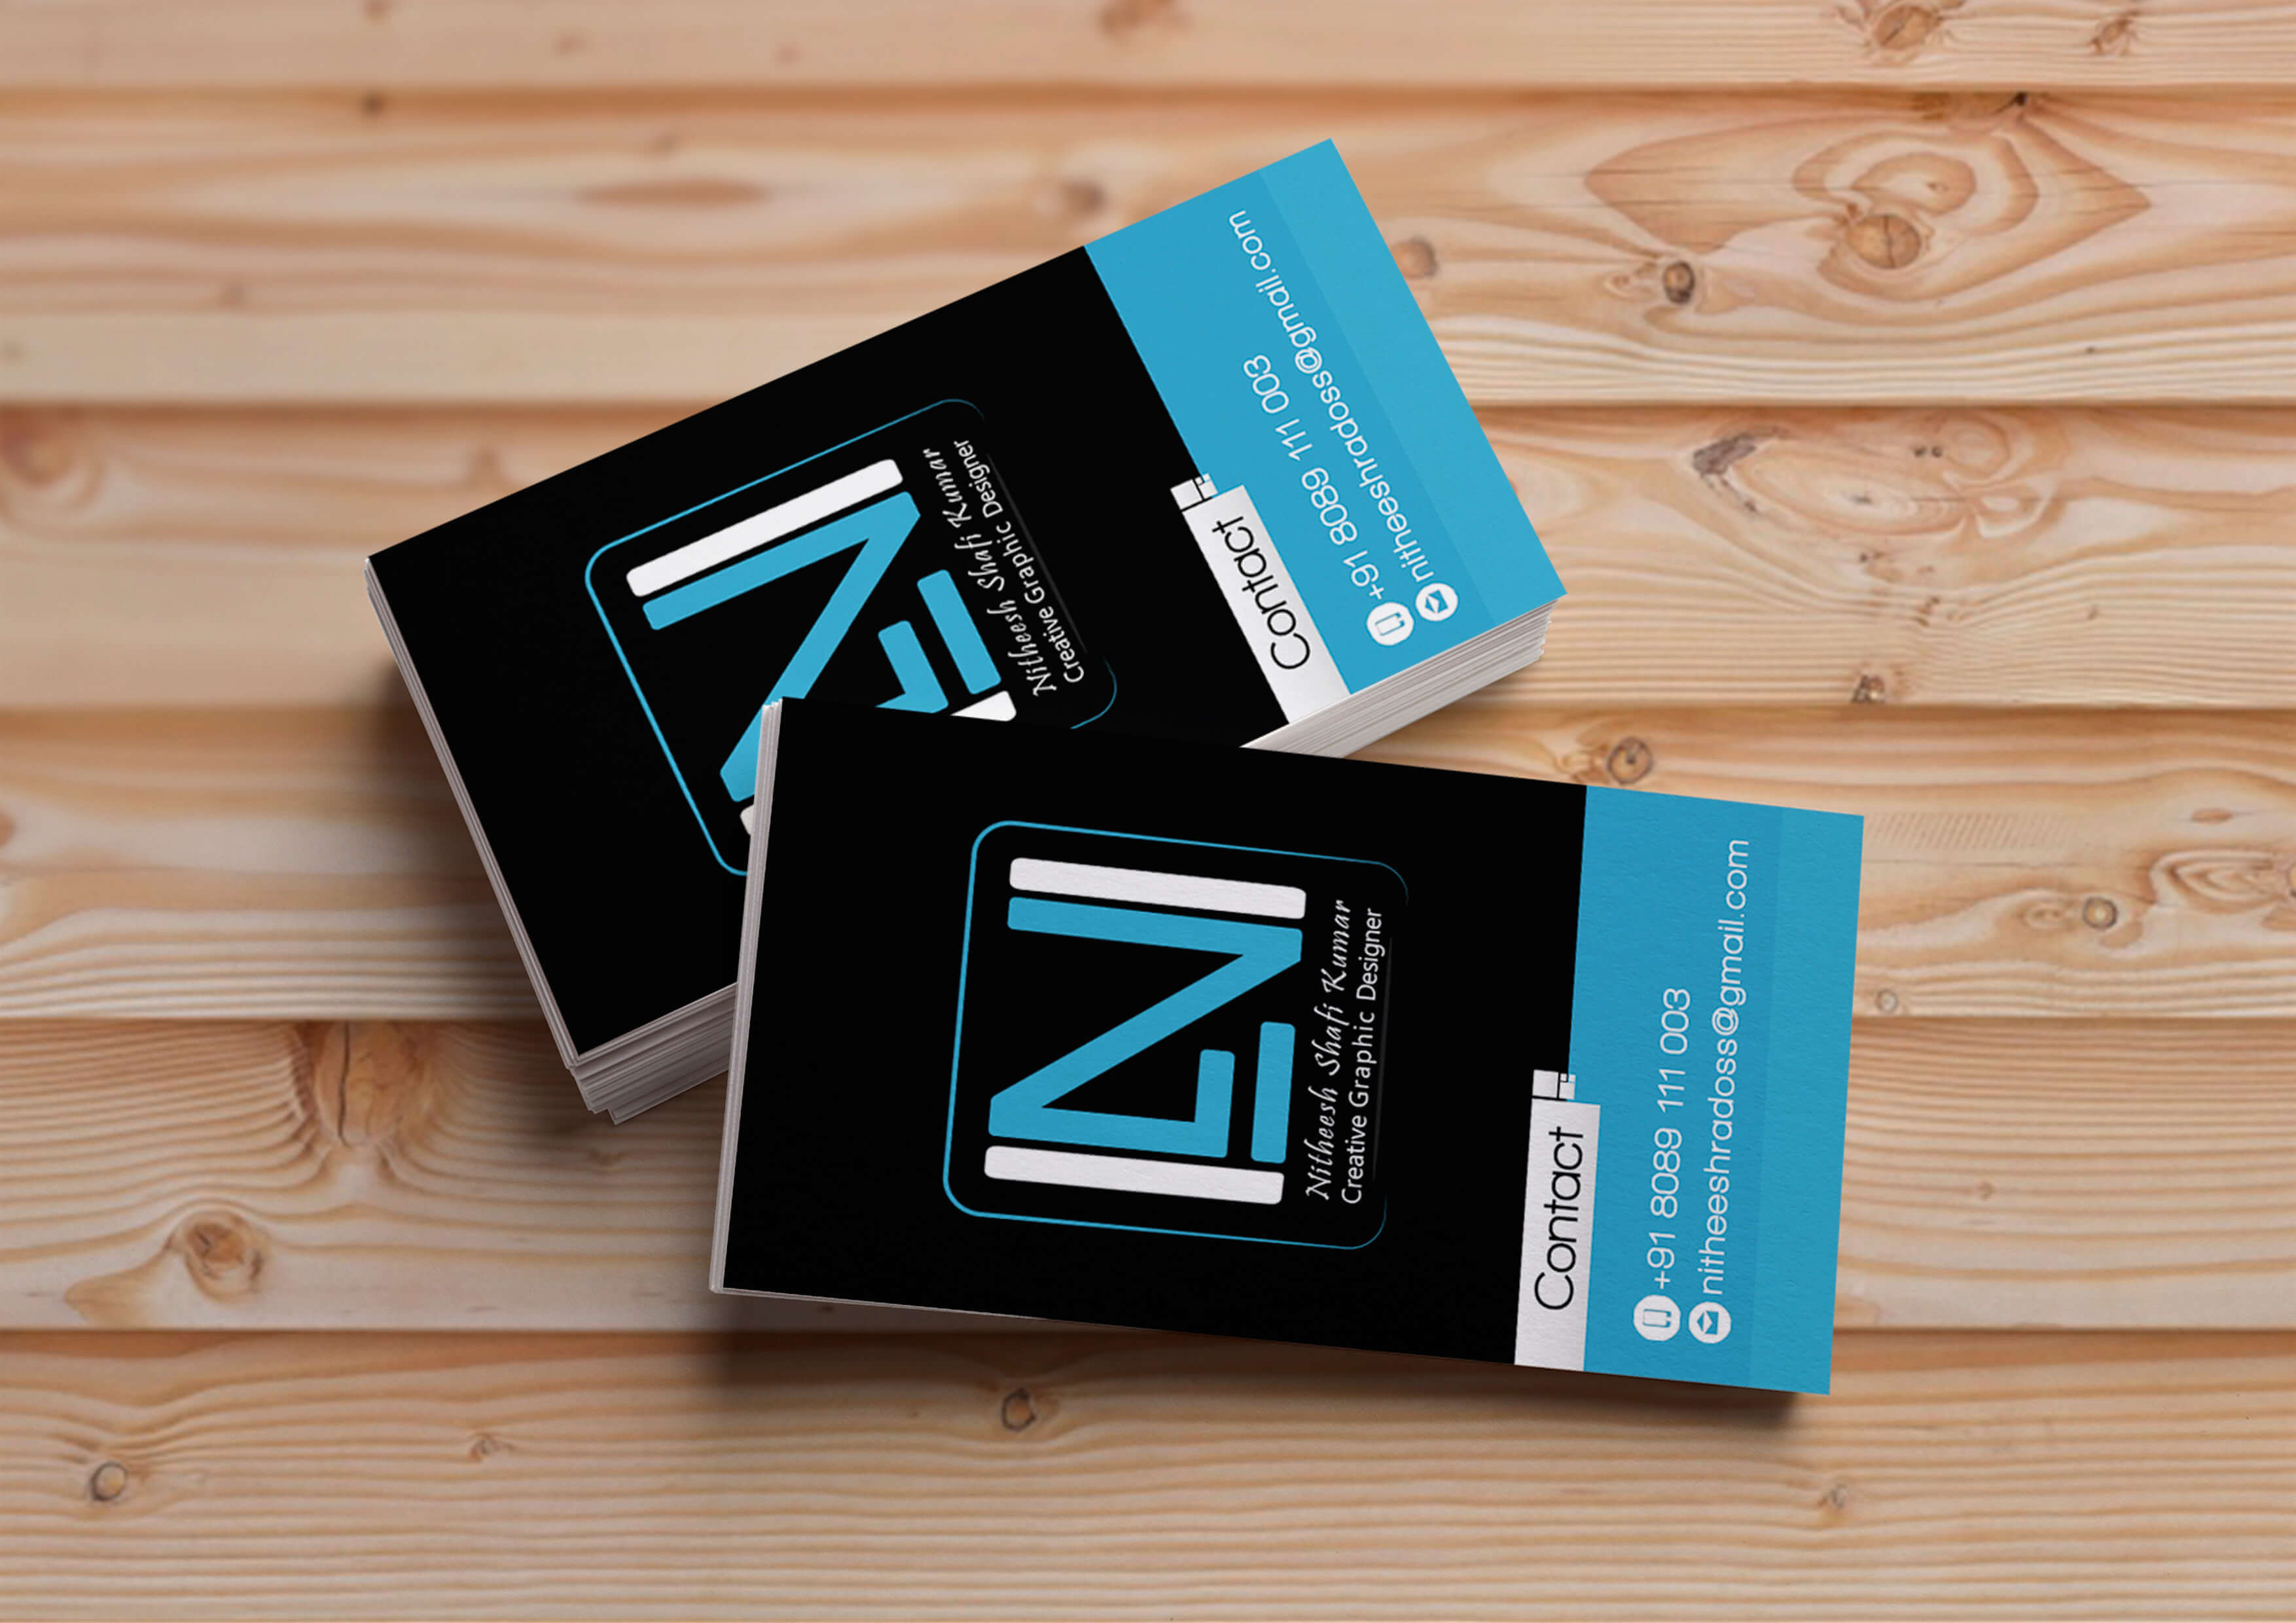 Nitheesh Shafi Kumar
Creative Graphic Designer
Contact
+91 8089 111 003
nitheeshradoss@gmail.com
Nitheesh Shafi Kumar
Creative Graphic Designer
Contact
+91 8089 111 003
nitheeshradoss@gmail.com